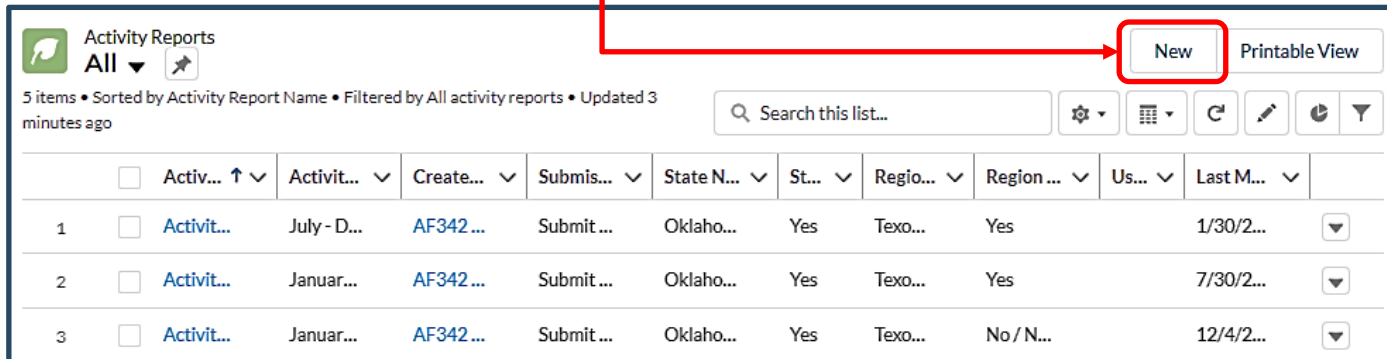 Activity Reports
All
New
Printable View
5 items • Sorted by Activity Report Name • Filtered by All activity reports • Updated 3
minutes ago
Search this list...
Activ... Activit... Create... Submis... State N... St... Regio... Region ... Us... Last M...
1 Activit... July - D... AF342 ... Submit ... Oklaho... Yes Texo... Yes 1/30/2...
2 Activit... Januar... AF342 ... Submit ... Oklaho... Yes Texo... Yes 7/30/2...
3 Activit... Januar... AF342... Submit ... Oklaho... Yes Texo... No / N... 12/4/2...